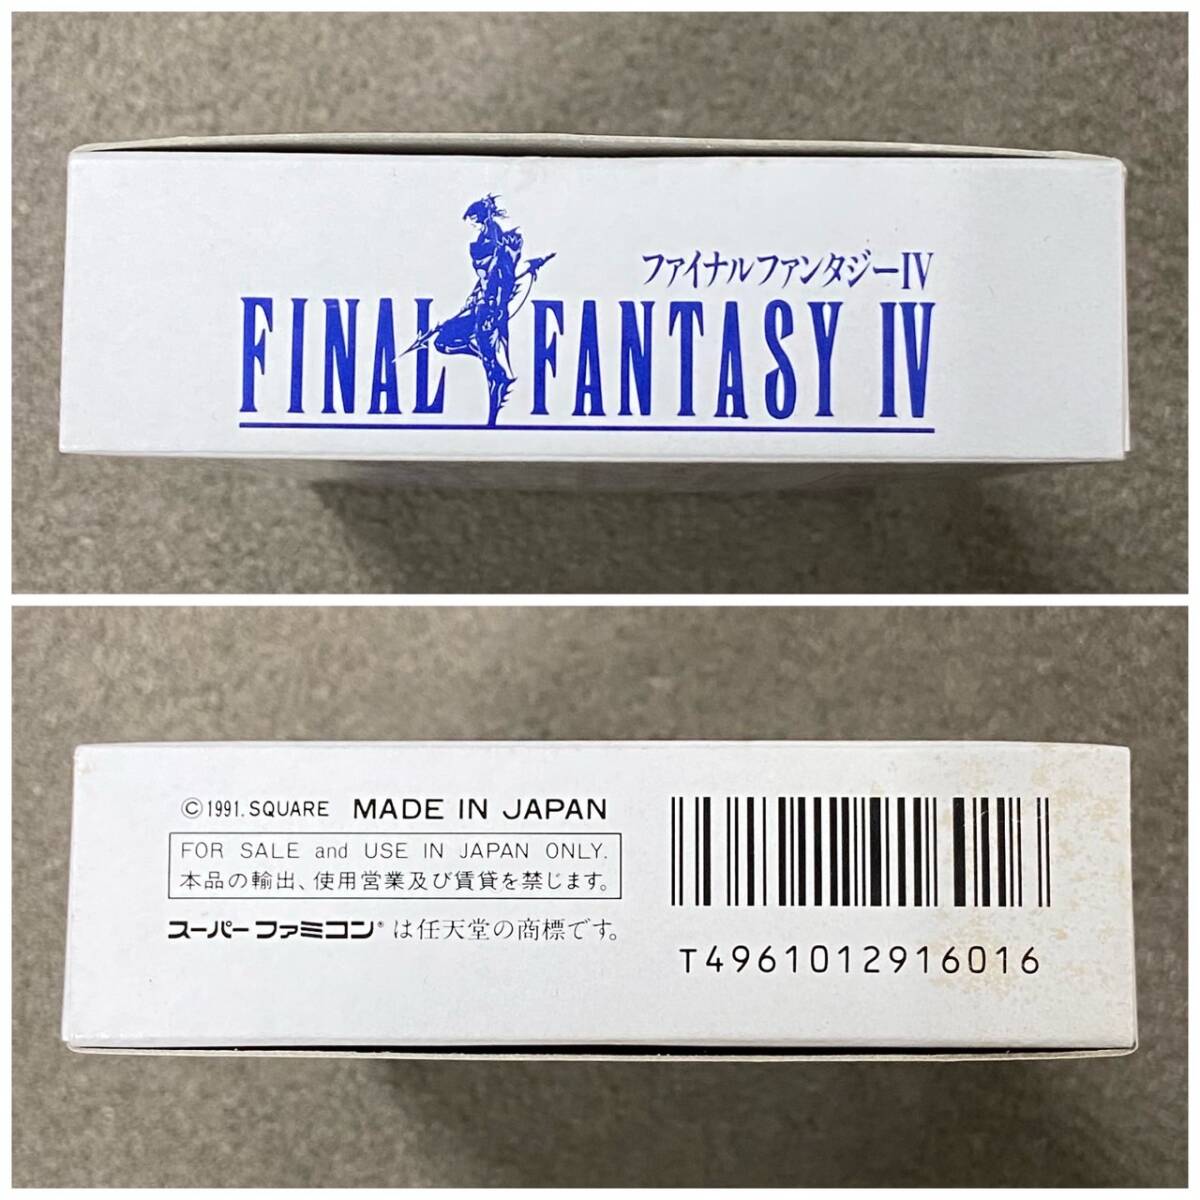 ファイナルファンタジーIV
FINAL FANTASY IV
©1991. SQUARE MADE IN JAPAN
FOR SALE and USE IN JAPAN ONLY.
本品の輸出、使用営業及び賃貸を禁じます。
スーパーファミコン®は任天堂の商標です。
T4961012916016